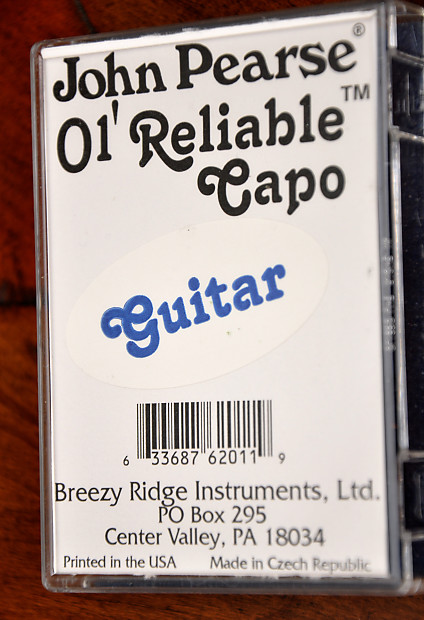 John Pearse®
Ol' Reliable™
Capo
Guitar
6 33687 62011 9
Breezy Ridge Instruments, Ltd.
PO Box 295
Center Valley, PA 18034
Printed in the USA Made in Czech Republic